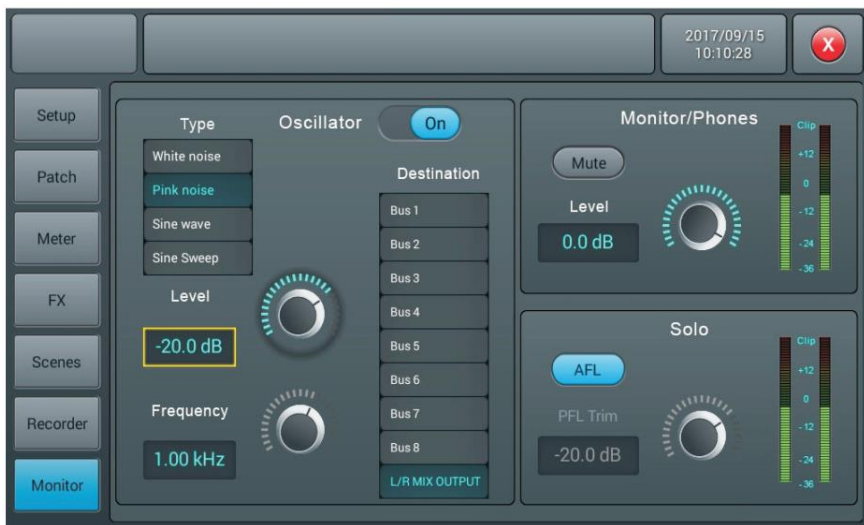 2017/09/15
10:10:28
X
Setup
Patch
Meter
FX
Scenes
Recorder
Monitor
Type
Oscillator
On
White noise
Pink noise
Sine wave
Sine Sweep
Level
-20.0 dB
Frequency
1.00 kHz
Destination
Bus 1
Bus 2
Bus 3
Bus 4
Bus 5
Bus 6
Bus 7
Bus 8
L/R MIX OUTPUT
Monitor/Phones
Mute
Level
0.0 dB
Clip
+12
0
-12
-24
-36
Solo
AFL
PFL Trim
-20.0 dB
Clip
+12
0
-12
-24
-36